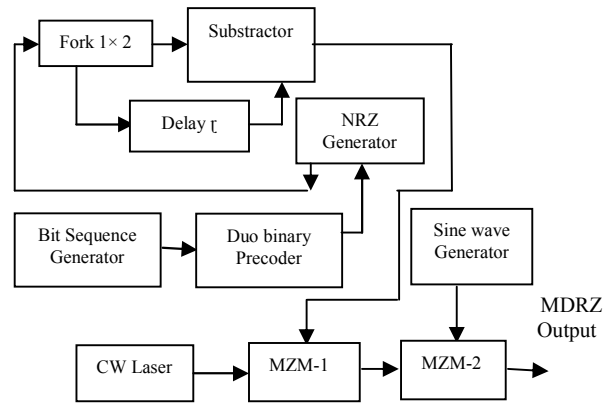 Fork 1× 2
Substractor
Delay τ
NRZ
Generator
Bit Sequence
Generator
Duo binary
Precoder
Sine wave
Generator
MDRZ
Output
CW Laser
MZM-1
MZM-2